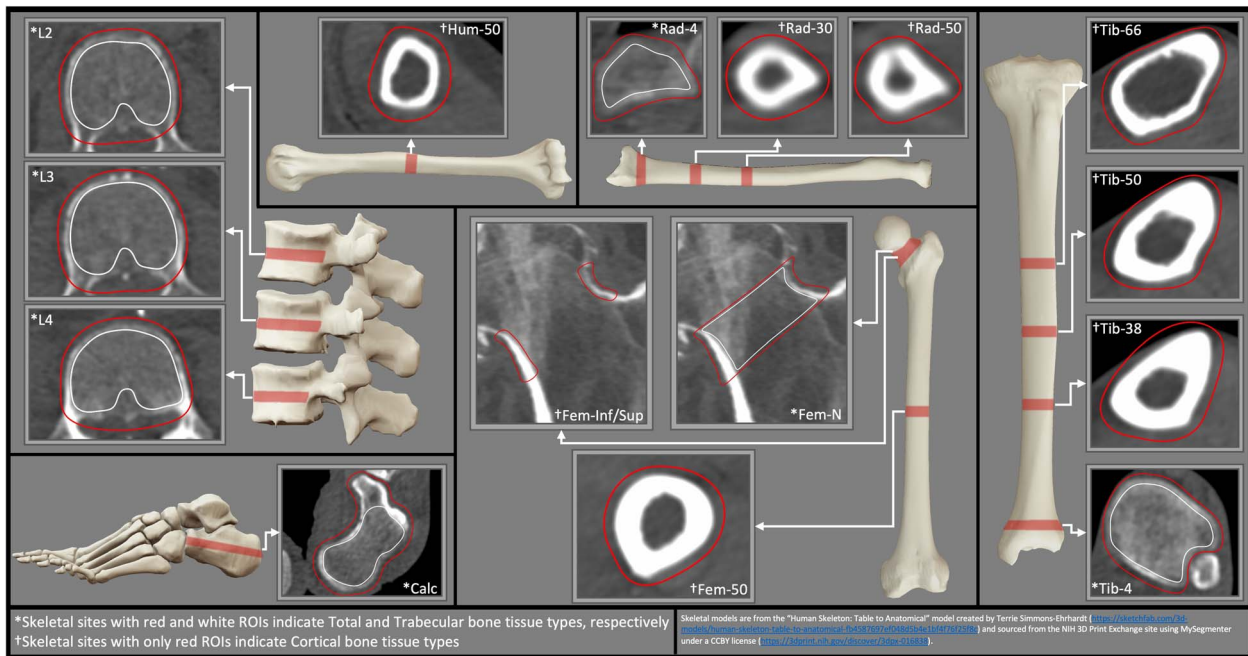 *L2
*L3
*L4
†Hum-50
*Rad-4
†Rad-30
†Rad-50
†Fem-Inf/Sup
*Fem-N
†Fem-50
†Tib-66
†Tib-50
†Tib-38
*Tib-4
*Calc
*Skeletal sites with red and white ROIs indicate Total and Trabecular bone tissue types, respectively
†Skeletal sites with only red ROIs indicate Cortical bone tissue types
Skeletal models are from the "Human Skeleton: Table to Anatomical" model created by Terrie Simmons-Ehrhardt (https://sketchfab.com/3d-
and sourced from the NIH 3D Print Exchange site using MySegmenter
under a CCBY license